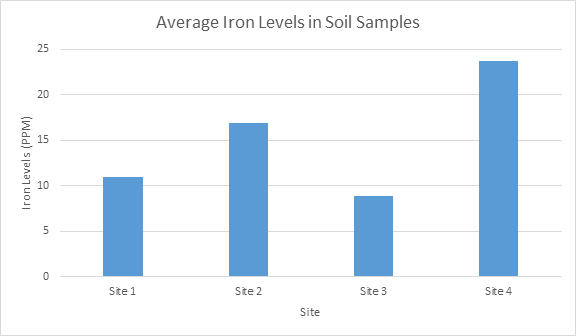 Average Iron Levels in Soil Samples
Iron Levels (PPM)
25
20
15
10
5
0
Site 1
Site 2
Site 3
Site 4
Site